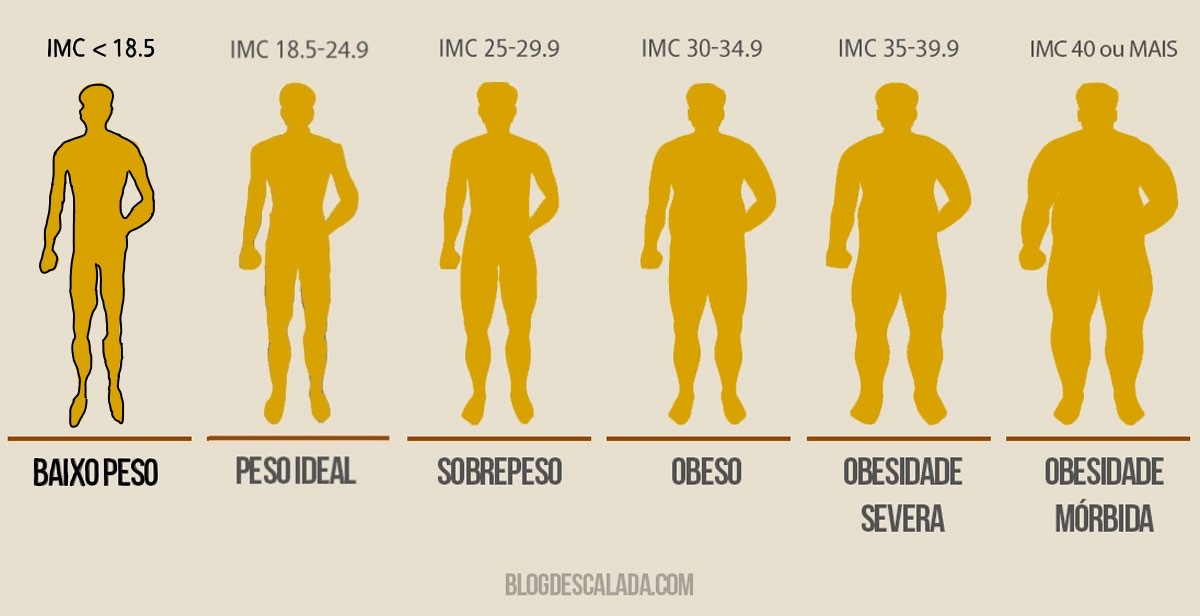 IMC < 18.5
IMC 18.5-24.9
IMC 25-29.9
IMC 30-34.9
IMC 35-39.9
IMC 40 ou MAIS
BAIXO PESO
PESO IDEAL
SOBREPESO
OBESO
OBESIDADE
SEVERA
OBESIDADE
MÓRBIDA
BLOGDESCALADA.COM